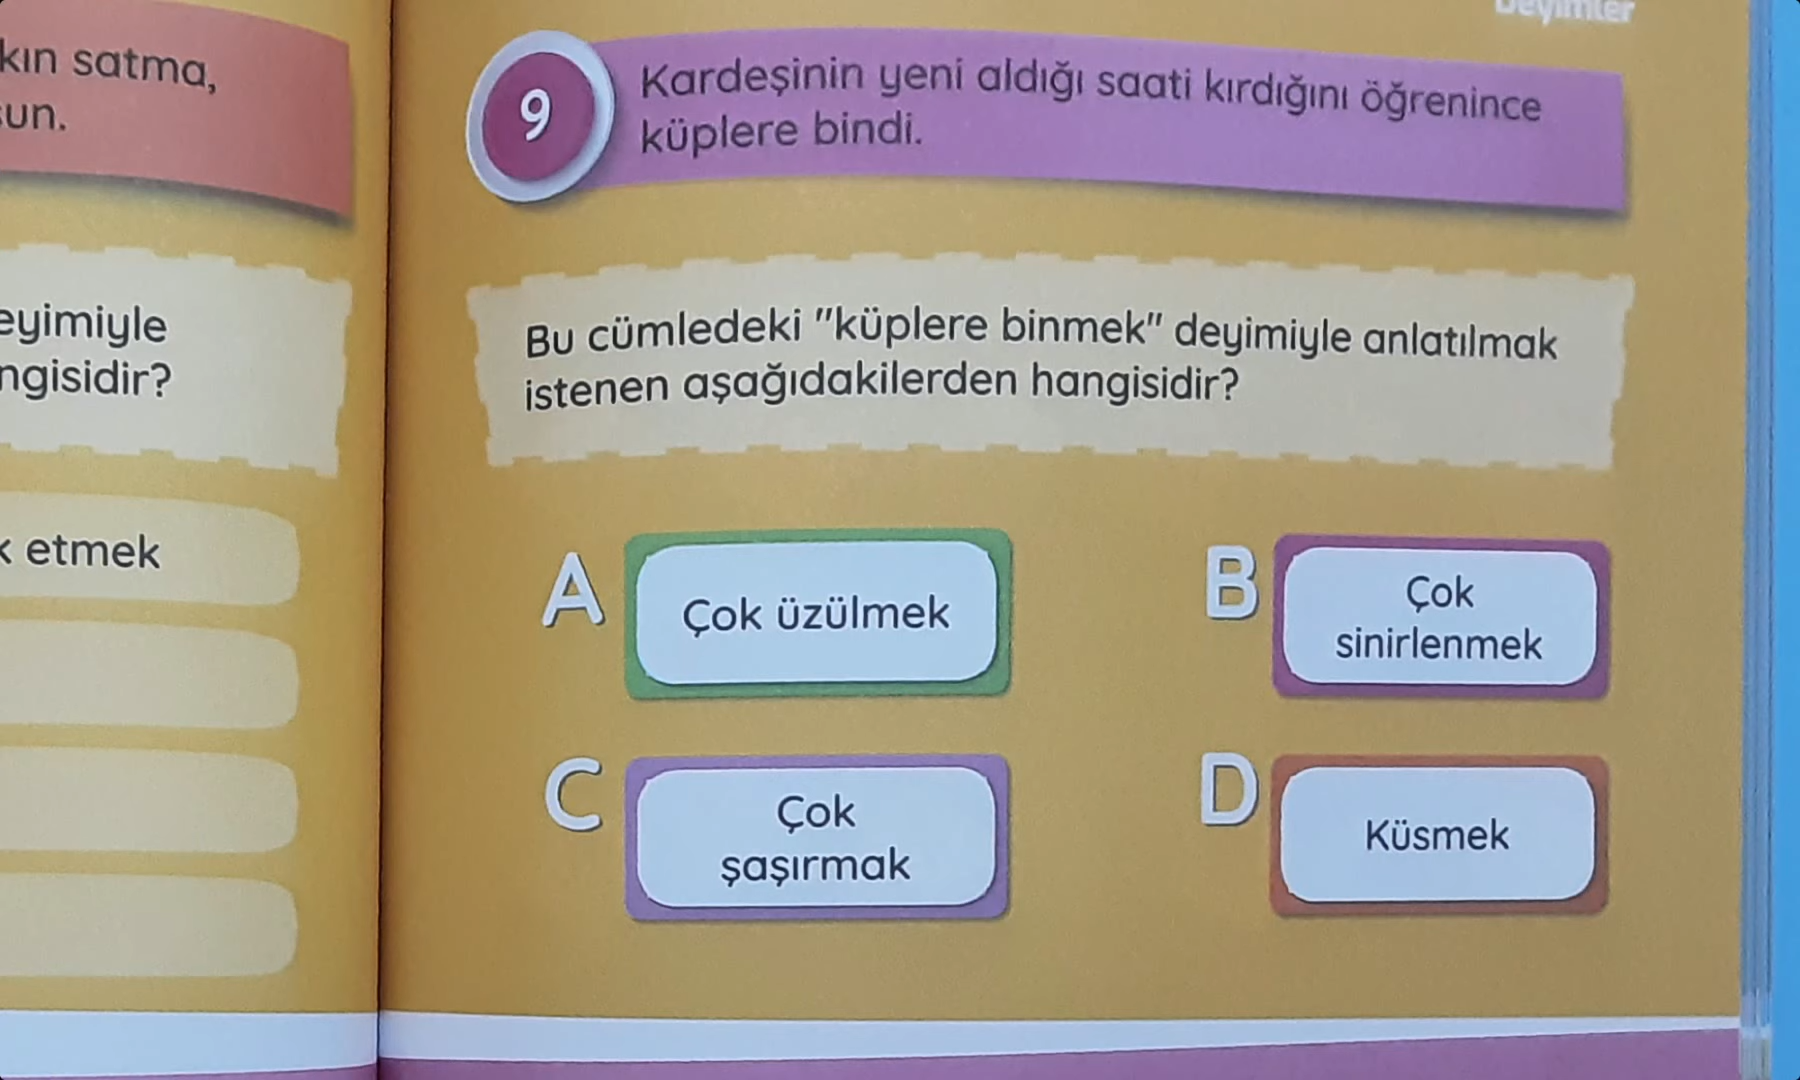 kın satma,
un.
eyimiyle
ngisidir?
k etmek
Deyimler
9
Kardeşinin yeni aldığı saati kırdığını öğrenince
küplere bindi.
Bu cümledeki "küplere binmek" deyimiyle anlatılmak
istenen aşağıdakilerden hangisidir?
A
Çok üzülmek
B
Çok
sinirlenmek
C
Çok
şaşırmak
D
Küsmek